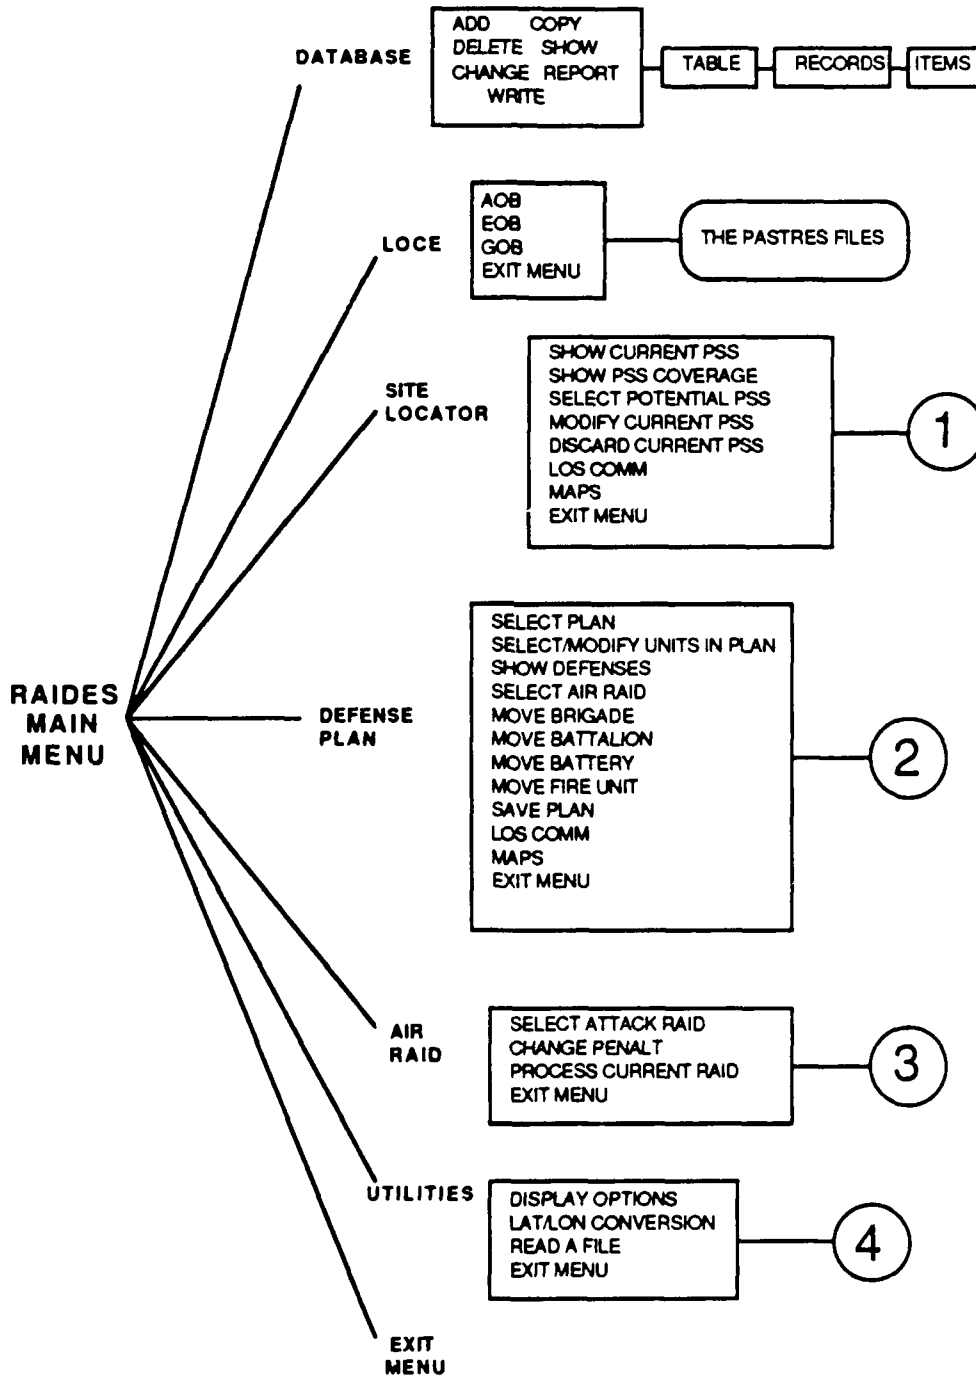 DATABASE
ADD COPY
DELETE SHOW
CHANGE REPORT
WRITE
TABLE
RECORDS
ITEMS
LOCE
AOB
EOB
GOB
EXIT MENU
THE PASTRES FILES
SITE
LOCATOR
SHOW CURRENT PSS
SHOW PSS COVERAGE
SELECT POTENTIAL PSS
MODIFY CURRENT PSS
DISCARD CURRENT PSS
LOS COMM
MAPS
EXIT MENU
1
RAIDES
MAIN
MENU
DEFENSE
PLAN
SELECT PLAN
SELECT/MODIFY UNITS IN PLAN
SHOW DEFENSES
SELECT AIR RAID
MOVE BRIGADE
MOVE BATTALION
MOVE BATTERY
MOVE FIRE UNIT
SAVE PLAN
LOS COMM
MAPS
EXIT MENU
2
AIR
RAID
SELECT ATTACK RAID
CHANGE PENALT
PROCESS CURRENT RAID
EXIT MENU
3
UTILITIES
DISPLAY OPTIONS
LAT/LON CONVERSION
READ A FILE
EXIT MENU
4
EXIT
MENU